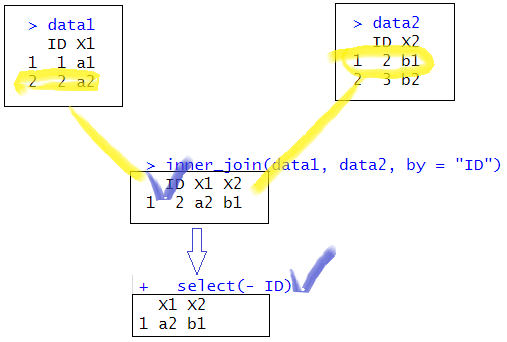 > data1
ID X1
1 1 a1
2 2 a2
> data2
ID X2
1 2 b1
2 3 b2
> inner_join(data1, data2, by = "ID")
ID X1 X2
1 2 a2 b1
+ select(- ID)
X1 X2
1 a2 b1